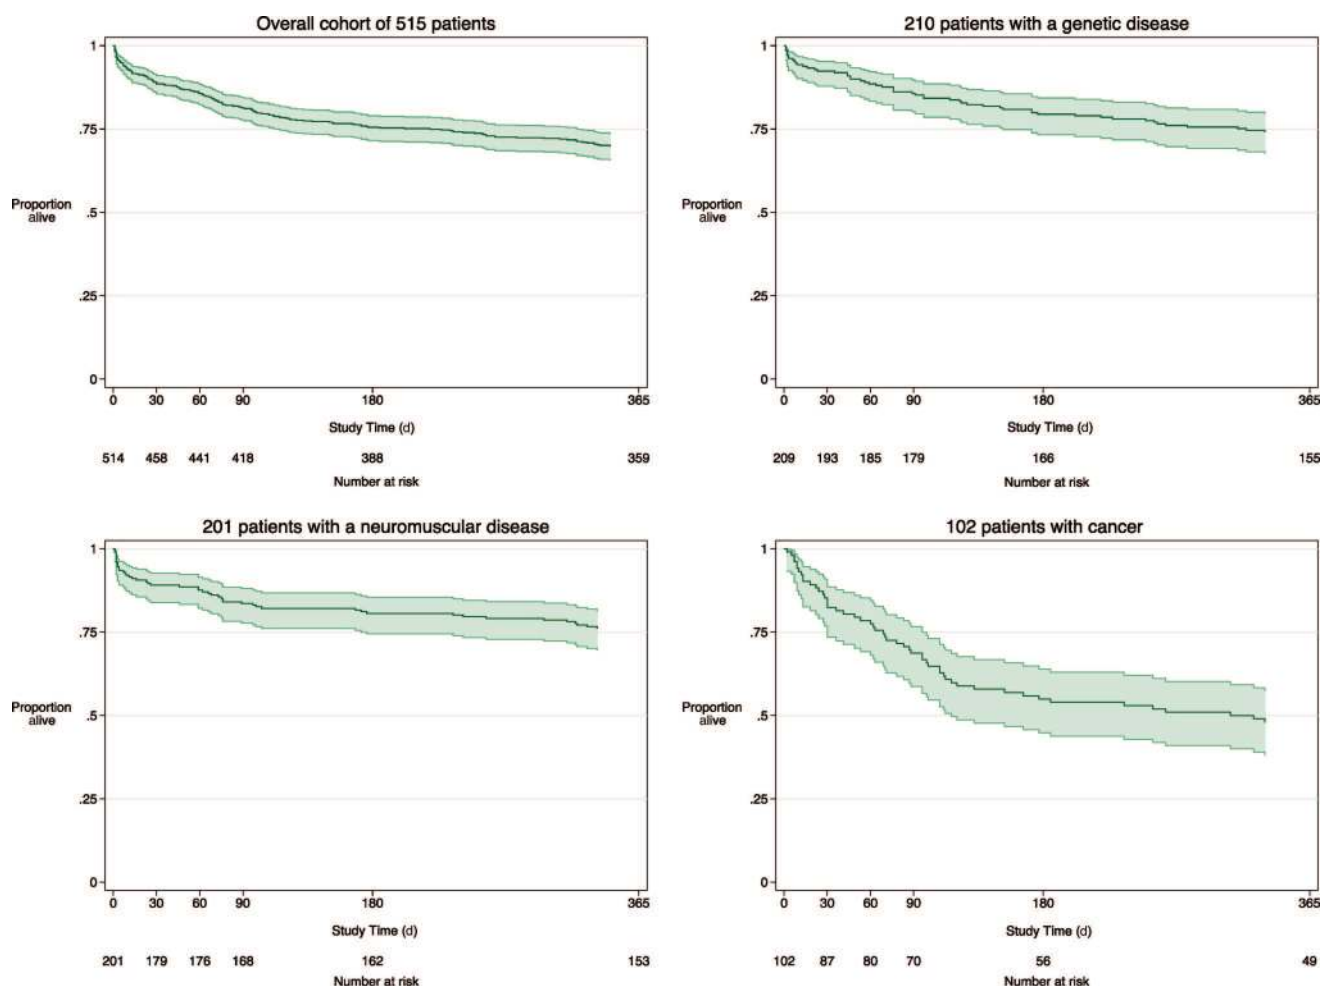 Overall cohort of 515 patients
1
.75
Proportion
alive
.5
.25
0
0 30 60 90 180 365
Study Time (d)
514 458 441 418 388 359
Number at risk
210 patients with a genetic disease
1
.75
Proportion
alive
.5
.25
0
0 30 60 90 180 365
Study Time (d)
209 193 185 179 166 155
Number at risk
201 patients with a neuromuscular disease
1
.75
Proportion
alive
.5
.25
0
0 30 60 90 180 365
Study Time (d)
201 179 176 168 162 153
Number at risk
102 patients with cancer
1
.75
Proportion
alive
.5
.25
0
0 30 60 90 180 365
Study Time (d)
102 87 80 70 56 49
Number at risk